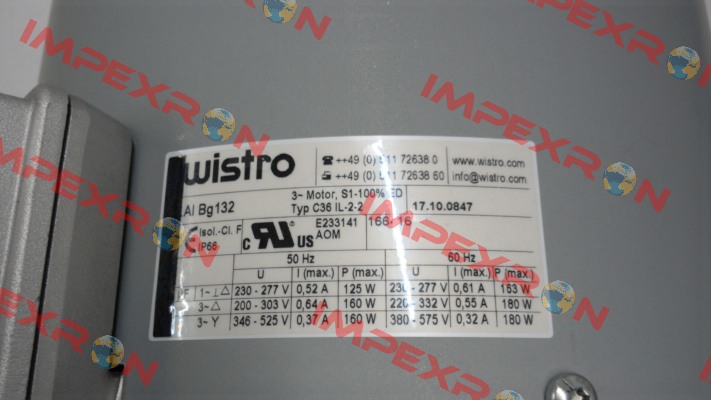 IMPEXRON
IMPEXRON
wistro
++49 (0) 511 72638 0 www.wistro.com
++49 (0) 511 72638 60 info@wistro.com
AI Bg132 3~ Motor, S1-100% ED
Typ C36 IL-2-2 17.10.0847
Isol.-Cl. F
IP66
c US E233141
AOM
50 Hz 60 Hz
U I (max.) P (max.) U I (max.) P (max.)
1~ ⊥ △ 230 - 277 V 0,52 A 125 W 230 - 277 V 0,61 A 163 W
3~ △ 200 - 303 V 0,64 A 160 W 220 - 332 V 0,55 A 180 W
3~ Y 346 - 525 V 0,37 A 160 W 380 - 575 V 0,32 A 180 W
IMPEXRON
IMPEXRON